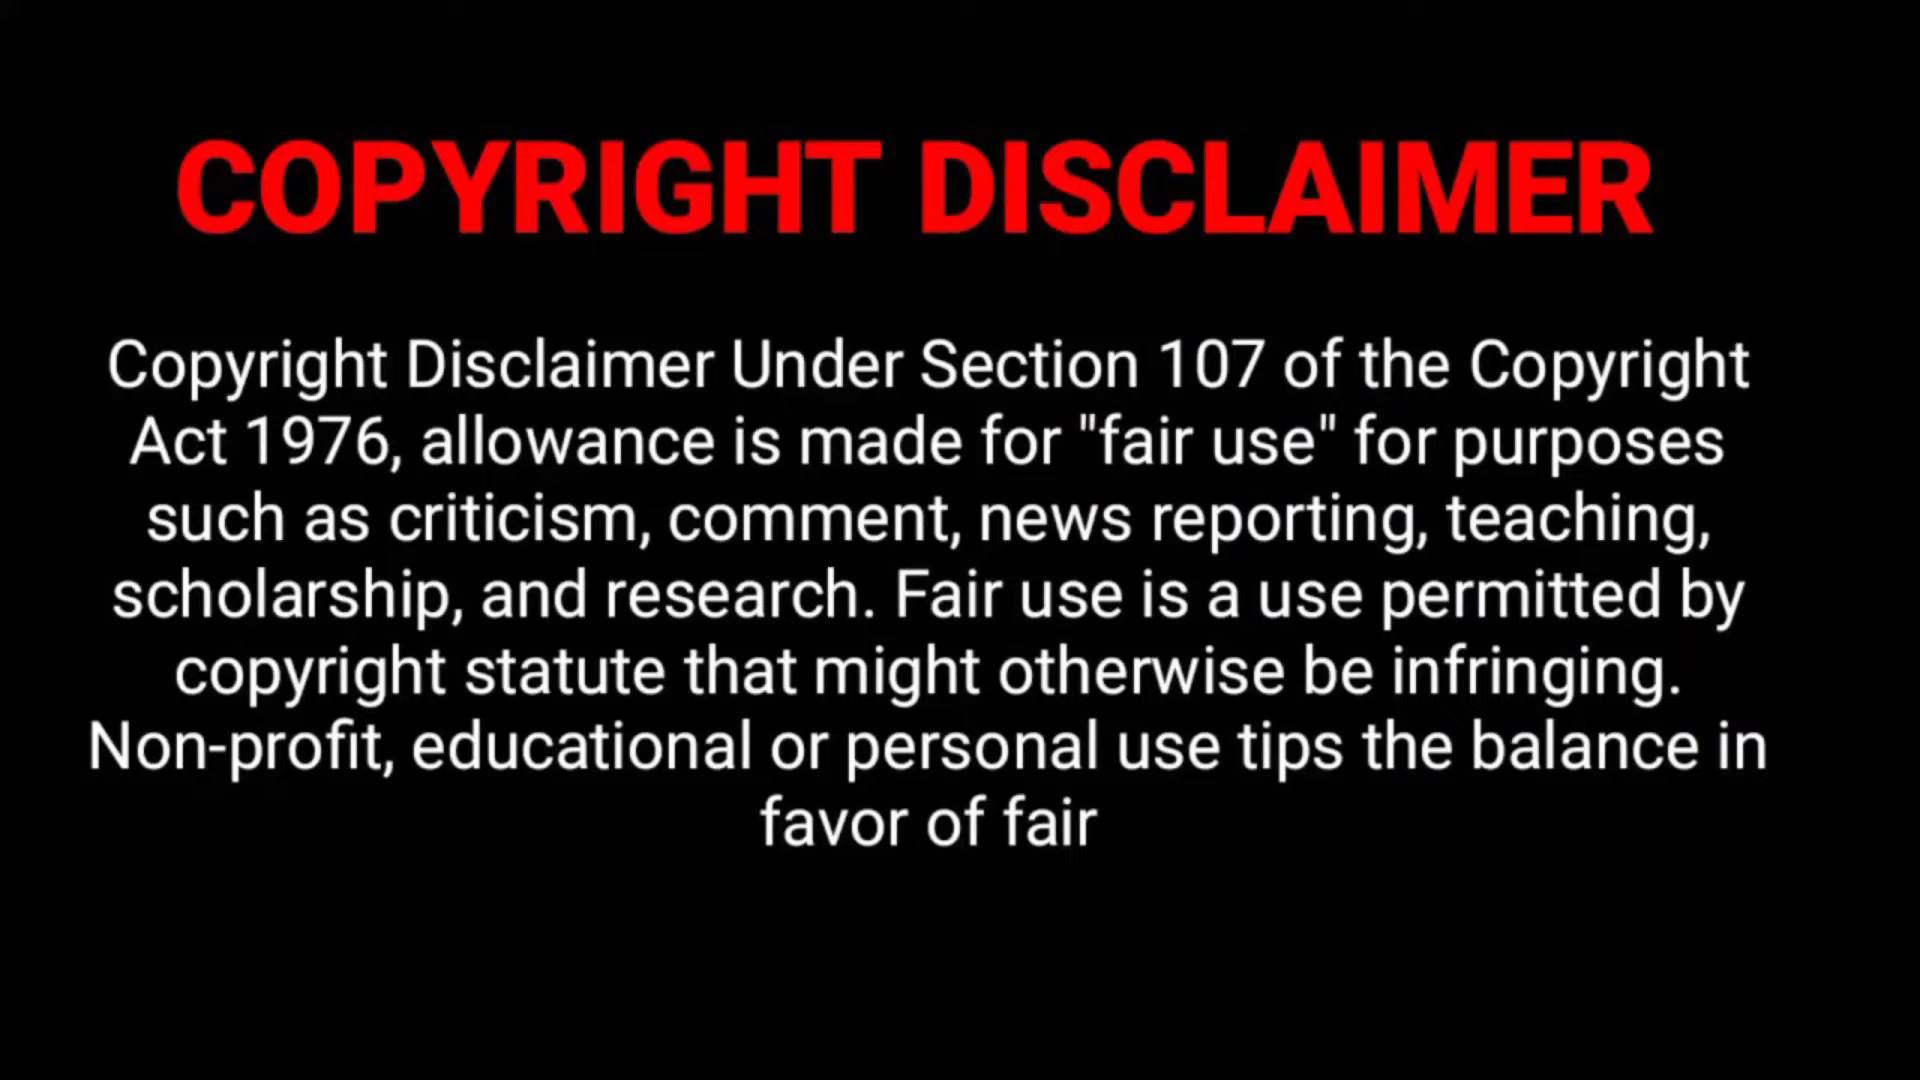 COPYRIGHT DISCLAIMER
Copyright Disclaimer Under Section 107 of the Copyright
Act 1976, allowance is made for "fair use" for purposes
such as criticism, comment, news reporting, teaching,
scholarship, and research. Fair use is a use permitted by
copyright statute that might otherwise be infringing.
Non-profit, educational or personal use tips the balance in
favor of fair